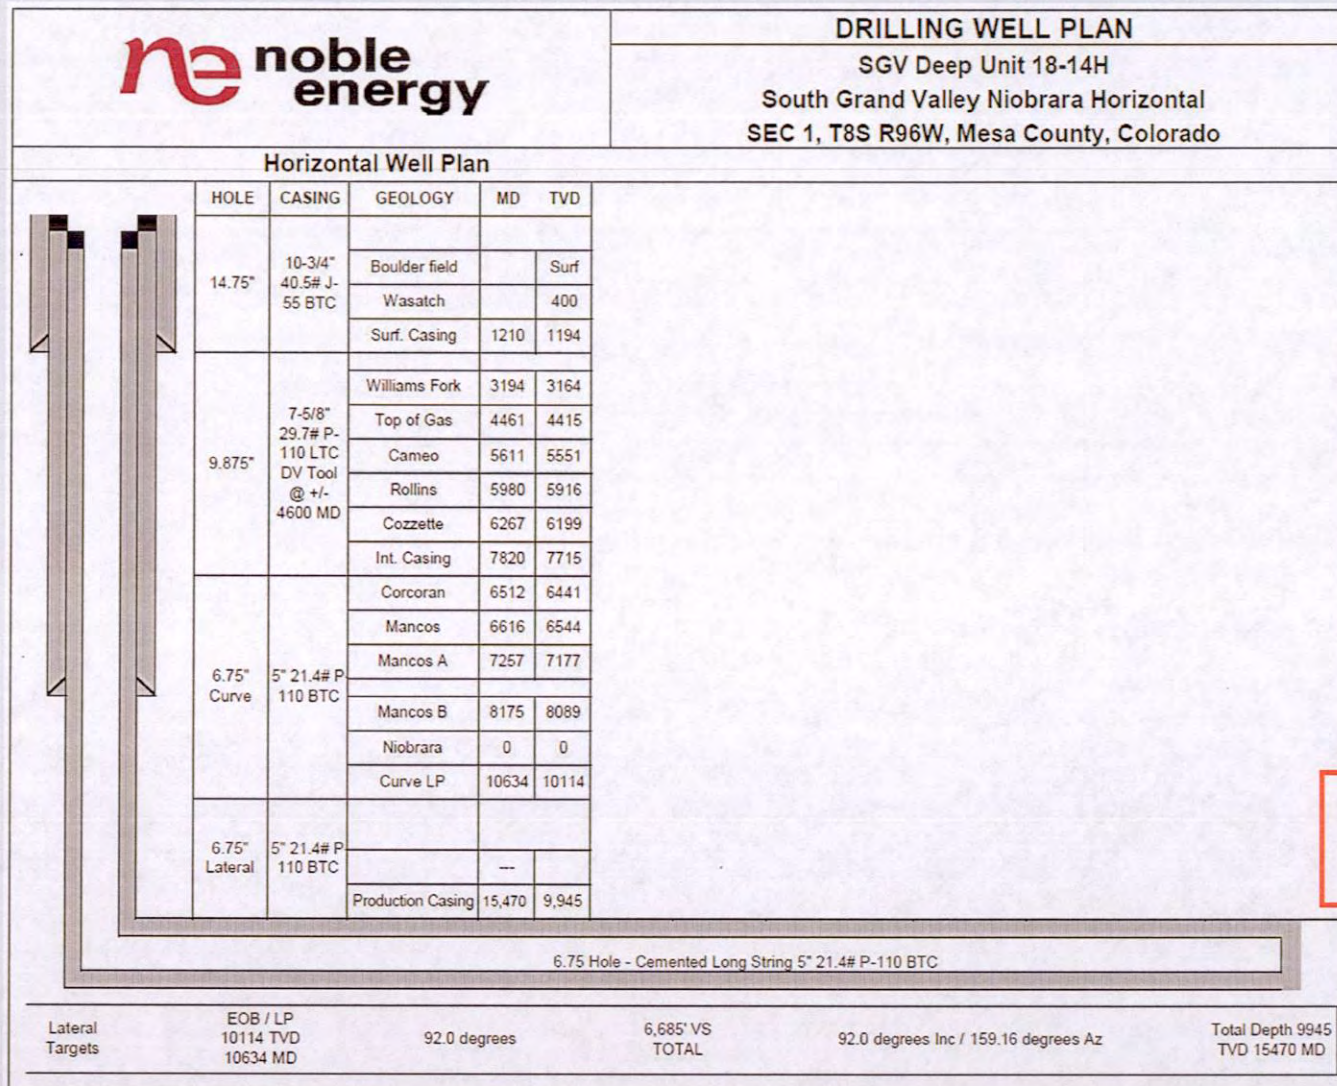 noble
energy
DRILLING WELL PLAN
SGV Deep Unit 18-14H
South Grand Valley Niobrara Horizontal
SEC 1, T8S R96W, Mesa County, Colorado
Horizontal Well Plan
HOLE CASING GEOLOGY MD TVD
14.75"
10-3/4"
40.5# J-
55 BTC
Boulder field Surf
Wasatch 400
Surf. Casing 1210 1194
9.875"
7-5/8"
29.7# P-
110 LTC
DV Tool
@ +/-
4600 MD
Williams Fork 3194 3164
Top of Gas 4461 4415
Cameo 5611 5551
Rollins 5980 5916
Cozzette 6267 6199
Int. Casing 7820 7715
6.75"
Curve
5" 21.4# P-
110 BTC
Corcoran 6512 6441
Mancos 6616 6544
Mancos A 7257 7177
Mancos B 8175 8089
Niobrara 0 0
Curve LP 10634 10114
6.75"
Lateral
5" 21.4# P-
110 BTC
---
Production Casing 15,470 9,945
6.75 Hole - Cemented Long String 5" 21.4# P-110 BTC
Lateral
Targets
EOB / LP
10114 TVD
10634 MD
92.0 degrees
6,685' VS
TOTAL
92.0 degrees Inc / 159.16 degrees Az
Total Depth 9945
TVD 15470 MD